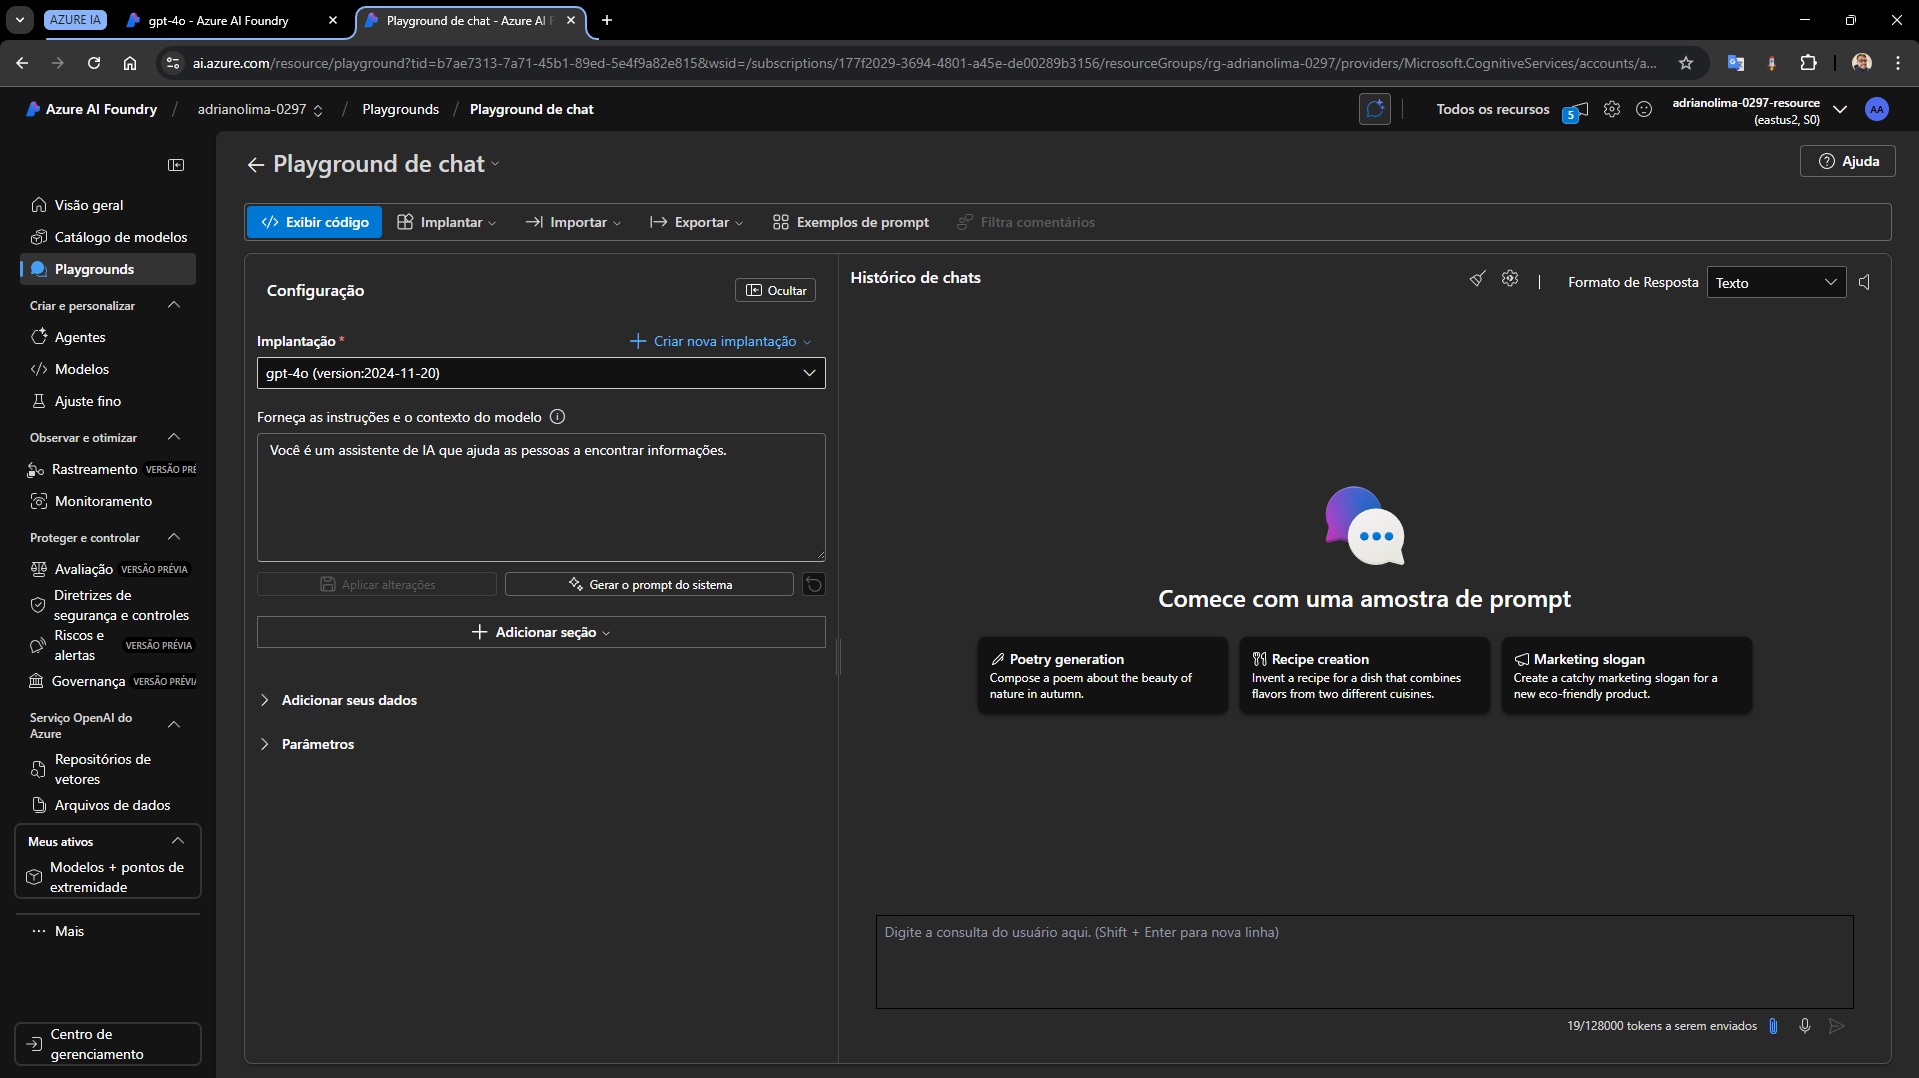 AZURE IA
gpt-4o - Azure AI Foundry
Playground de chat - Azure AI F
ai.azure.com/resource/playground?tid=b7ae7313-7a71-45b1-89ed-5e4f9a82e815&wsid=/subscriptions/177f2029-3694-4801-a45e-de00289b3156/resourceGroups/rg-adrianolima-0297/providers/Microsoft.CognitiveServices/accounts/a...
Azure AI Foundry / adrianolima-0297 / Playgrounds / Playground de chat
Todos os recursos
5
adrianolima-0297-resource
(eastus2, S0)
AA
Playground de chat
Ajuda
Exibir código
Implantar
Importar
Exportar
Exemplos de prompt
Filtra comentários
Visão geral
Catálogo de modelos
Playgrounds
Criar e personalizar
Agentes
Modelos
Ajuste fino
Observar e otimizar
Rastreamento VERSÃO PRÉ
Monitoramento
Proteger e controlar
Avaliação VERSÃO PRÉVIA
Diretrizes de
segurança e controles
Riscos e
alertas
VERSÃO PRÉVIA
Governança VERSÃO PRÉVIA
Serviço OpenAI do
Azure
Repositórios de
vetores
Arquivos de dados
Meus ativos
Modelos + pontos de
extremidade
Mais
Centro de
gerenciamento
Configuração
Ocultar
Implantação *
Criar nova implantação
gpt-4o (version:2024-11-20)
Forneça as instruções e o contexto do modelo
Você é um assistente de IA que ajuda as pessoas a encontrar informações.
Aplicar alterações
Gerar o prompt do sistema
Adicionar seção
Adicionar seus dados
Parâmetros
Histórico de chats
Formato de Resposta
Texto
Comece com uma amostra de prompt
Poetry generation
Compose a poem about the beauty of
nature in autumn.
Recipe creation
Invent a recipe for a dish that combines
flavors from two different cuisines.
Marketing slogan
Create a catchy marketing slogan for a
new eco-friendly product.
Digite a consulta do usuário aqui. (Shift + Enter para nova linha)
19/128000 tokens a serem enviados